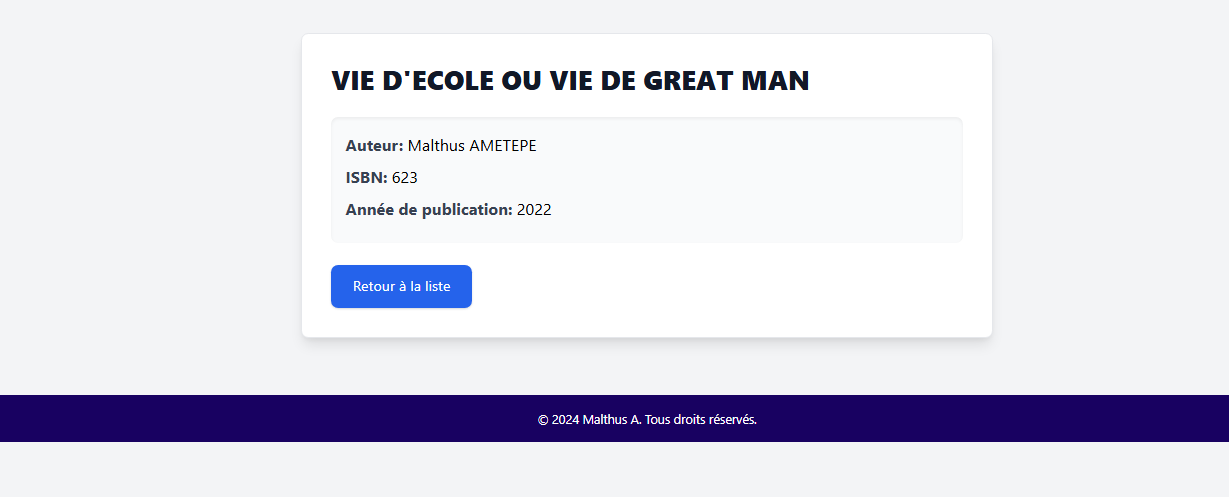 VIE D'ECOLE OU VIE DE GREAT MAN
Auteur: Malthus AMETEPE
ISBN: 623
Année de publication: 2022
Retour à la liste
© 2024 Malthus A. Tous droits réservés.